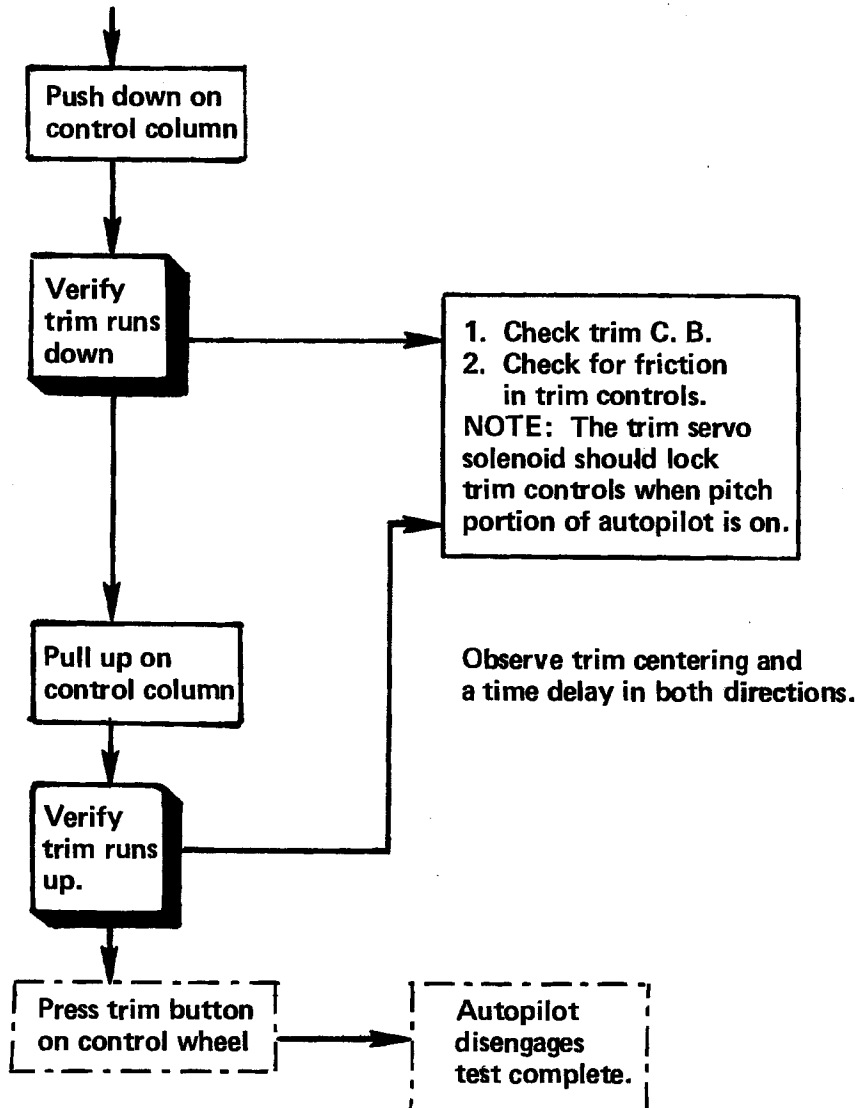 Push down on
control column
Verify
trim runs
down
1. Check trim C. B.
2. Check for friction
in trim controls.
NOTE: The trim servo
solenoid should lock
trim controls when pitch
portion of autopilot is on.
Pull up on
control column
Observe trim centering and
a time delay in both directions.
Verify
trim runs
up.
Press trim button
on control wheel
Autopilot
disengages
test complete.